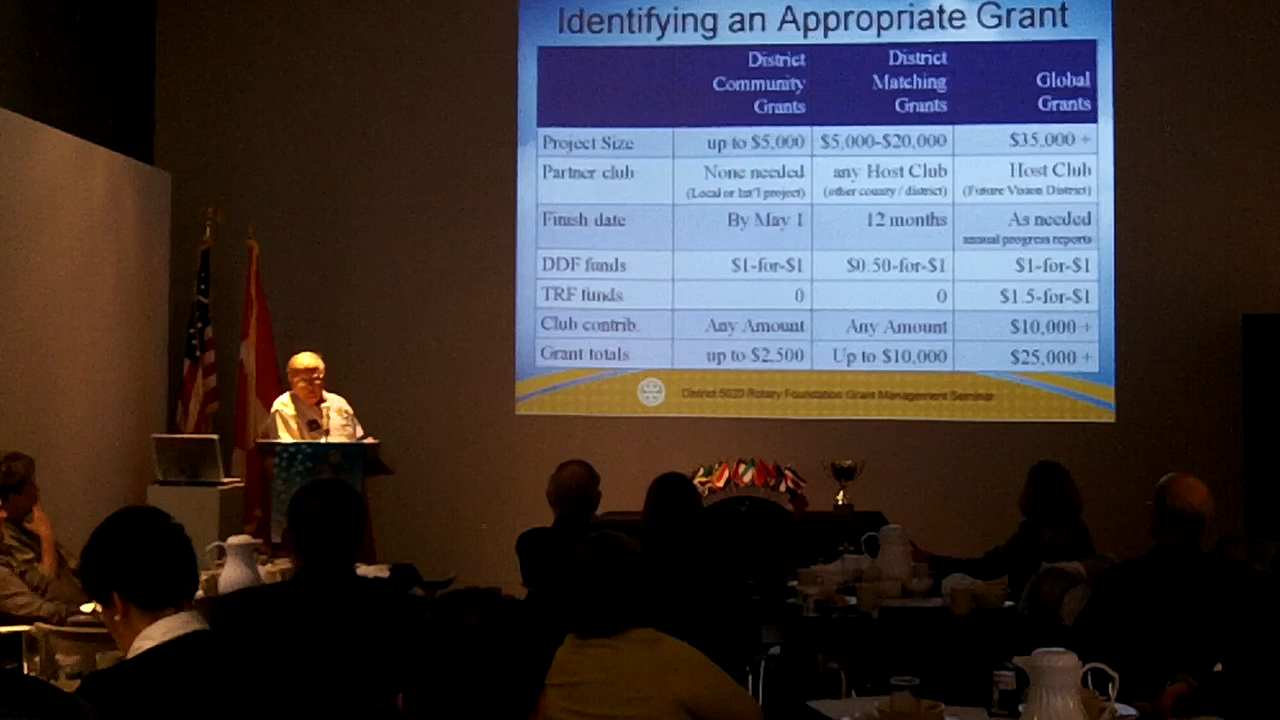 Identifying an Appropriate Grant
District Community Grants District Matching Grants Global Grants
Project Size up to $5,000 $5,000-$20,000 $35,000 +
Partner club None needed any Host Club Host Club
(Local or Int'l project) (other county / district) (Future Vision District)
Finish date By May 1 12 months As needed
annual progress reports
DDF funds $1-for-$1 $0.50-for-$1 $1-for-$1
TRF funds 0 0 $1.5-for-$1
Club contrib. Any Amount Any Amount $10,000 +
Grant totals up to $2,500 Up to $10,000 $25,000 +
District 5020 Rotary Foundation Grant Management Seminar